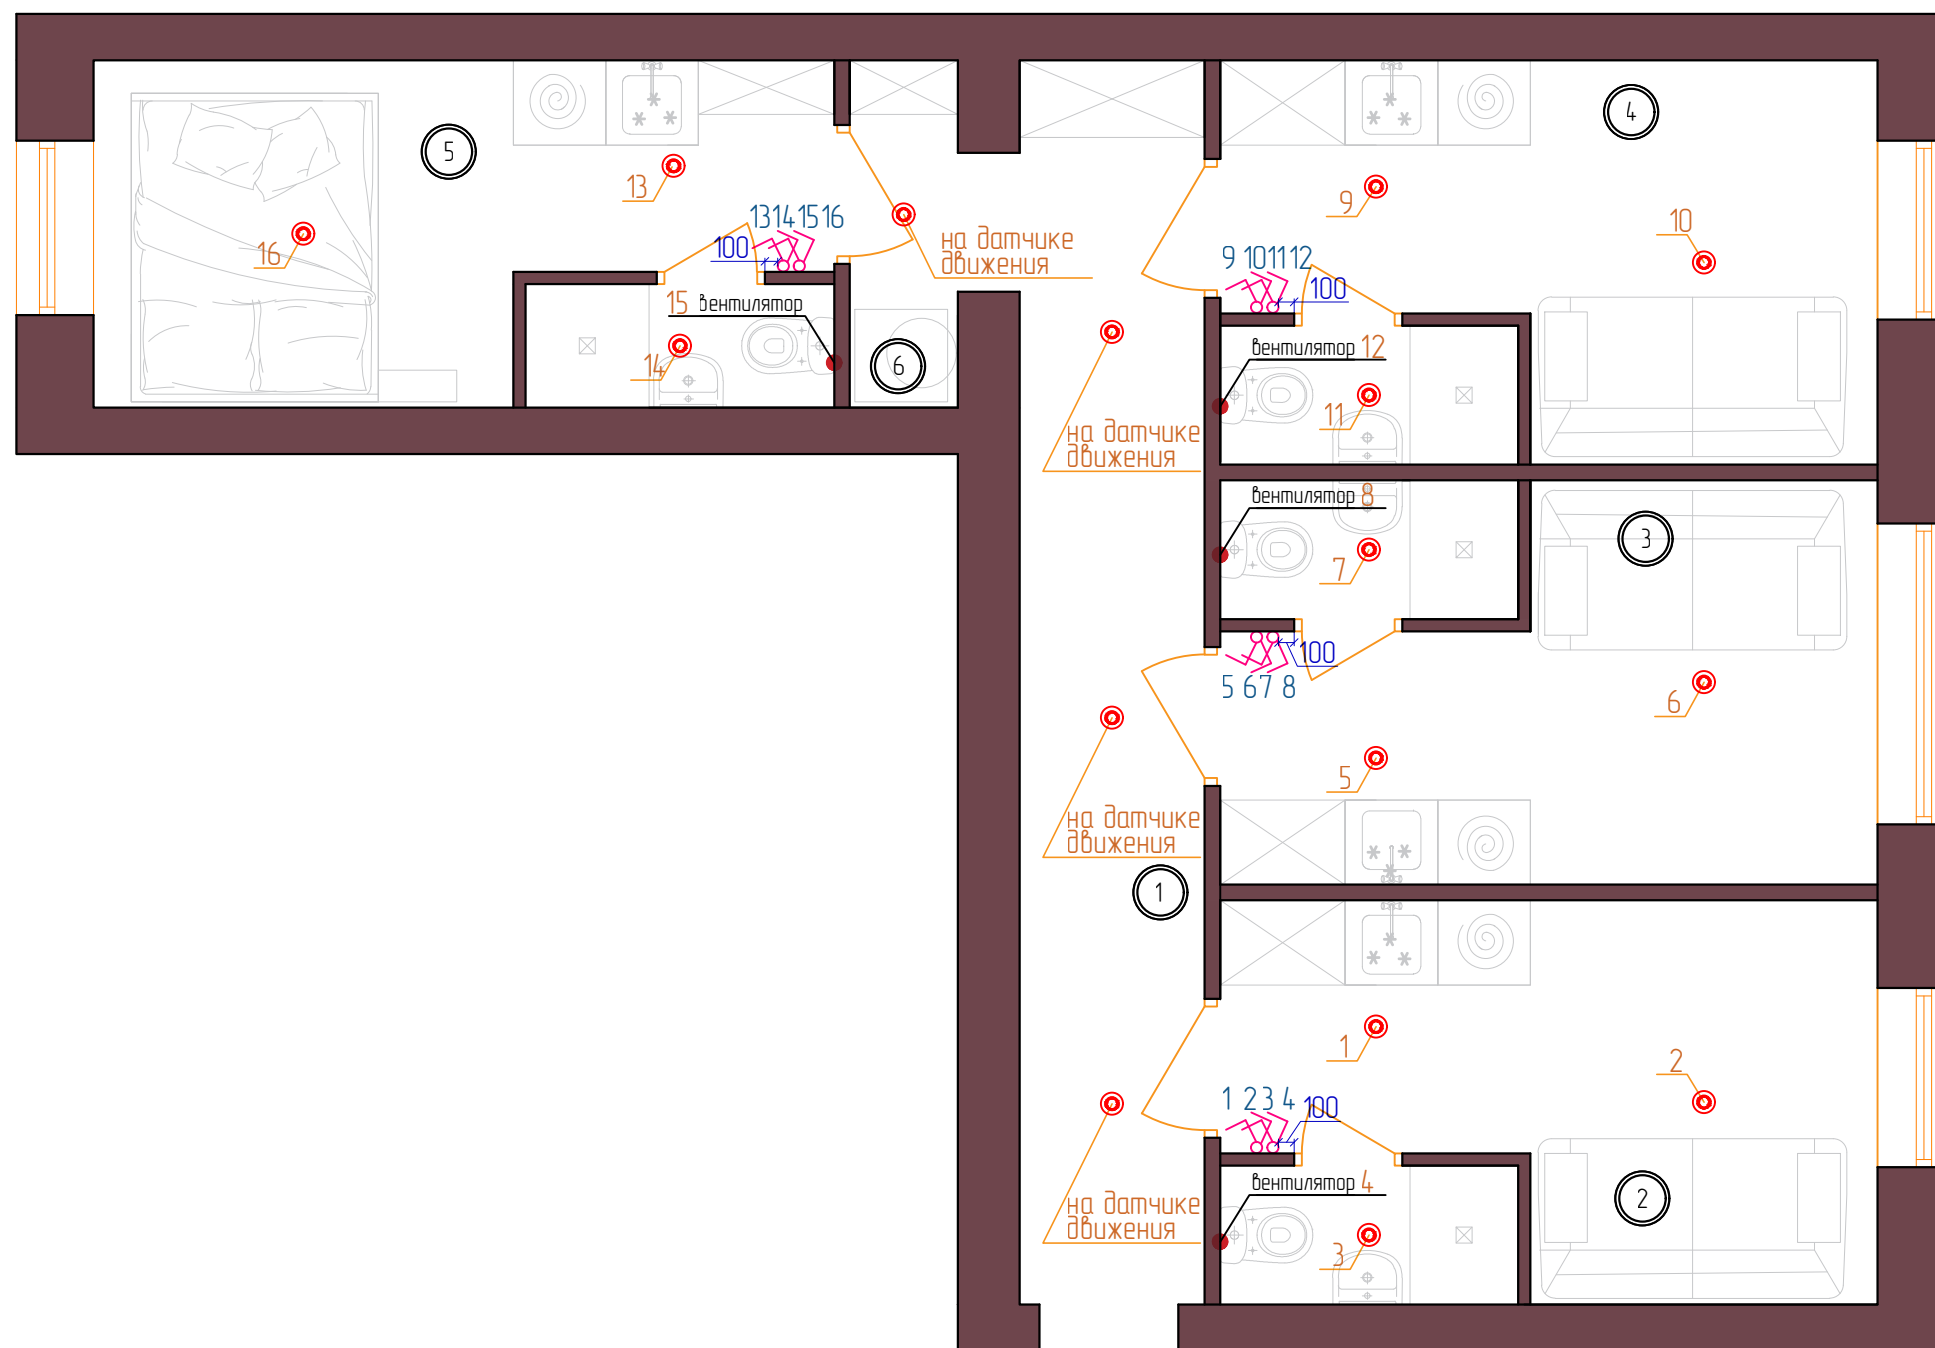 4
5
13
9
10
16
13141516
100
на датчике
движения
9 101112
100
15 вентилятор
14
6
вентилятор 12
11
на датчике
движения
вентилятор 8
3
7
100
5 67 8
6
5
на датчике
движения
1
1
2
1 23 4
100
вентилятор 4
2
на датчике
движения
3